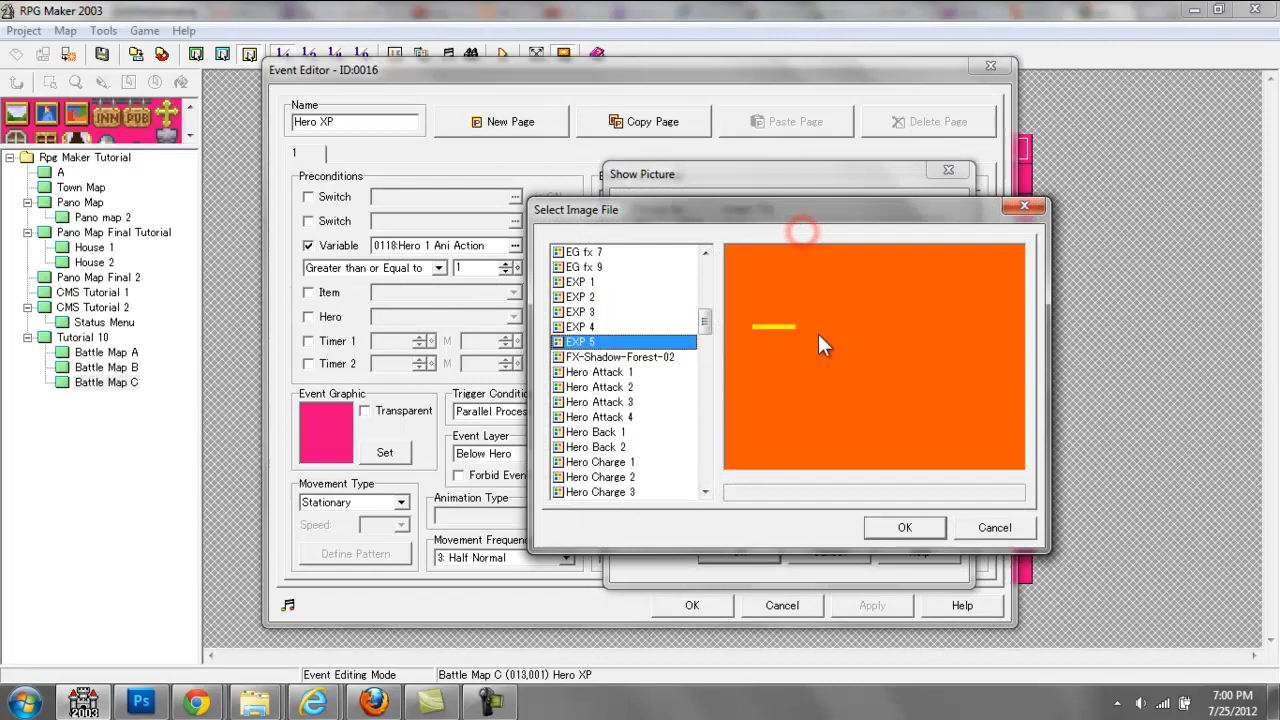 RPG Maker 2003
Project Map Tools Game Help
Event Editor - ID:0016
Name
Hero XP
New Page
Copy Page
Paste Page
Delete Page
1
Preconditions
Switch
Switch
Variable
0118:Hero 1 Ani Action
Greater than or Equal to
1
Item
Hero
Timer 1
M
Timer 2
M
Event Graphic
Transparent
Set
Movement Type
Stationary
Speed:
Define Pattern
Trigger Conditio
Parallel Proces
Event Layer
Below Hero
Forbid Even
Animation Type
Movement Frequenc
3: Half Normal
OK
Cancel
Apply
Help
Show Picture
Select Image File
EG fx 7
EG fx 9
EXP 1
EXP 2
EXP 3
EXP 4
EXP 5
FX-Shadow-Forest-02
Hero Attack 1
Hero Attack 2
Hero Attack 3
Hero Attack 4
Hero Back 1
Hero Back 2
Hero Charge 1
Hero Charge 2
Hero Charge 3
OK
Cancel
INN
PUB
Rpg Maker Tutorial
A
Town Map
Pano Map
Pano map 2
Pano Map Final Tutorial
House 1
House 2
Pano Map Final 2
CMS Tutorial 1
CMS Tutorial 2
Status Menu
Tutorial 10
Battle Map A
Battle Map B
Battle Map C
Event Editing Mode
Battle Map C (013,001) Hero XP
2003
Ps
7:00 PM
7/25/2012